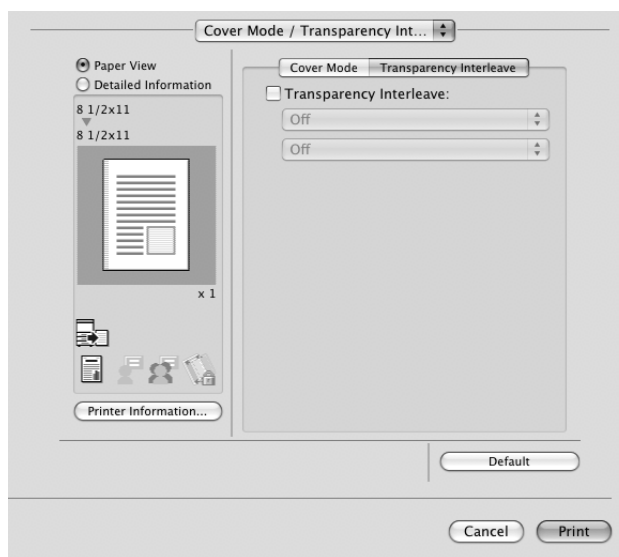 Cover Mode / Transparency Int...
Paper View
Detailed Information
8 1/2x11
8 1/2x11
x 1
Printer Information...
Cover Mode Transparency Interleave
Transparency Interleave:
Off
Off
Default
Cancel Print